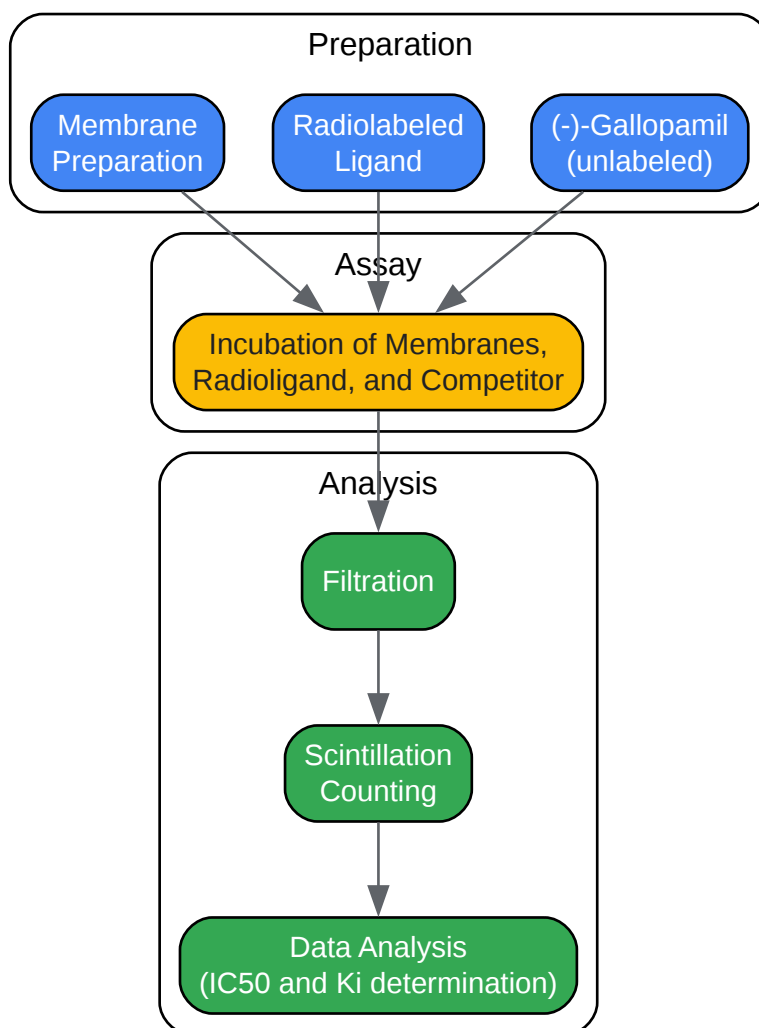 Preparation
Membrane
Preparation
Radiolabeled
Ligand
(-)-Gallopamil
(unlabeled)
Assay
Incubation of Membranes,
Radioligand, and Competitor
Analysis
Filtration
Scintillation
Counting
Data Analysis
(IC50 and Ki determination)